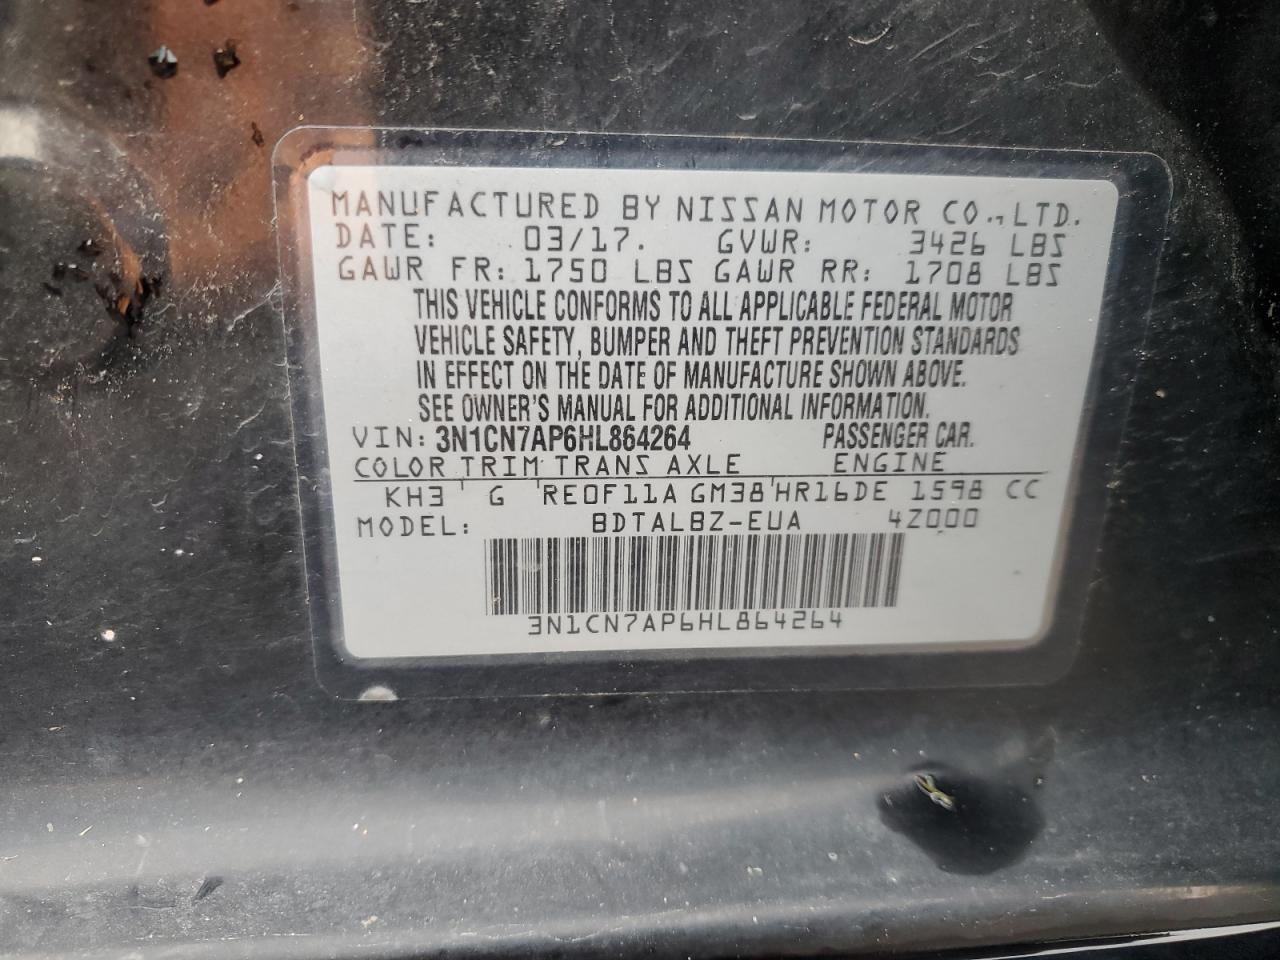 MANUFACTURED BY NISSAN MOTOR CO., LTD.
DATE: 03/17. GVWR: 3426 LBS
GAWR FR: 1750 LBS GAWR RR: 1708 LBS
THIS VEHICLE CONFORMS TO ALL APPLICABLE FEDERAL MOTOR
VEHICLE SAFETY, BUMPER AND THEFT PREVENTION STANDARDS
IN EFFECT ON THE DATE OF MANUFACTURE SHOWN ABOVE.
SEE OWNER'S MANUAL FOR ADDITIONAL INFORMATION.
VIN: 3N1CN7AP6HL864264 PASSENGER CAR.
COLOR TRIM TRANS AXLE ENGINE
KH3 G RE0F11A GM38 HR16DE 1598 CC
MODEL: BDTALBZ-EUA 4Z000
3N1CN7AP6HL864264